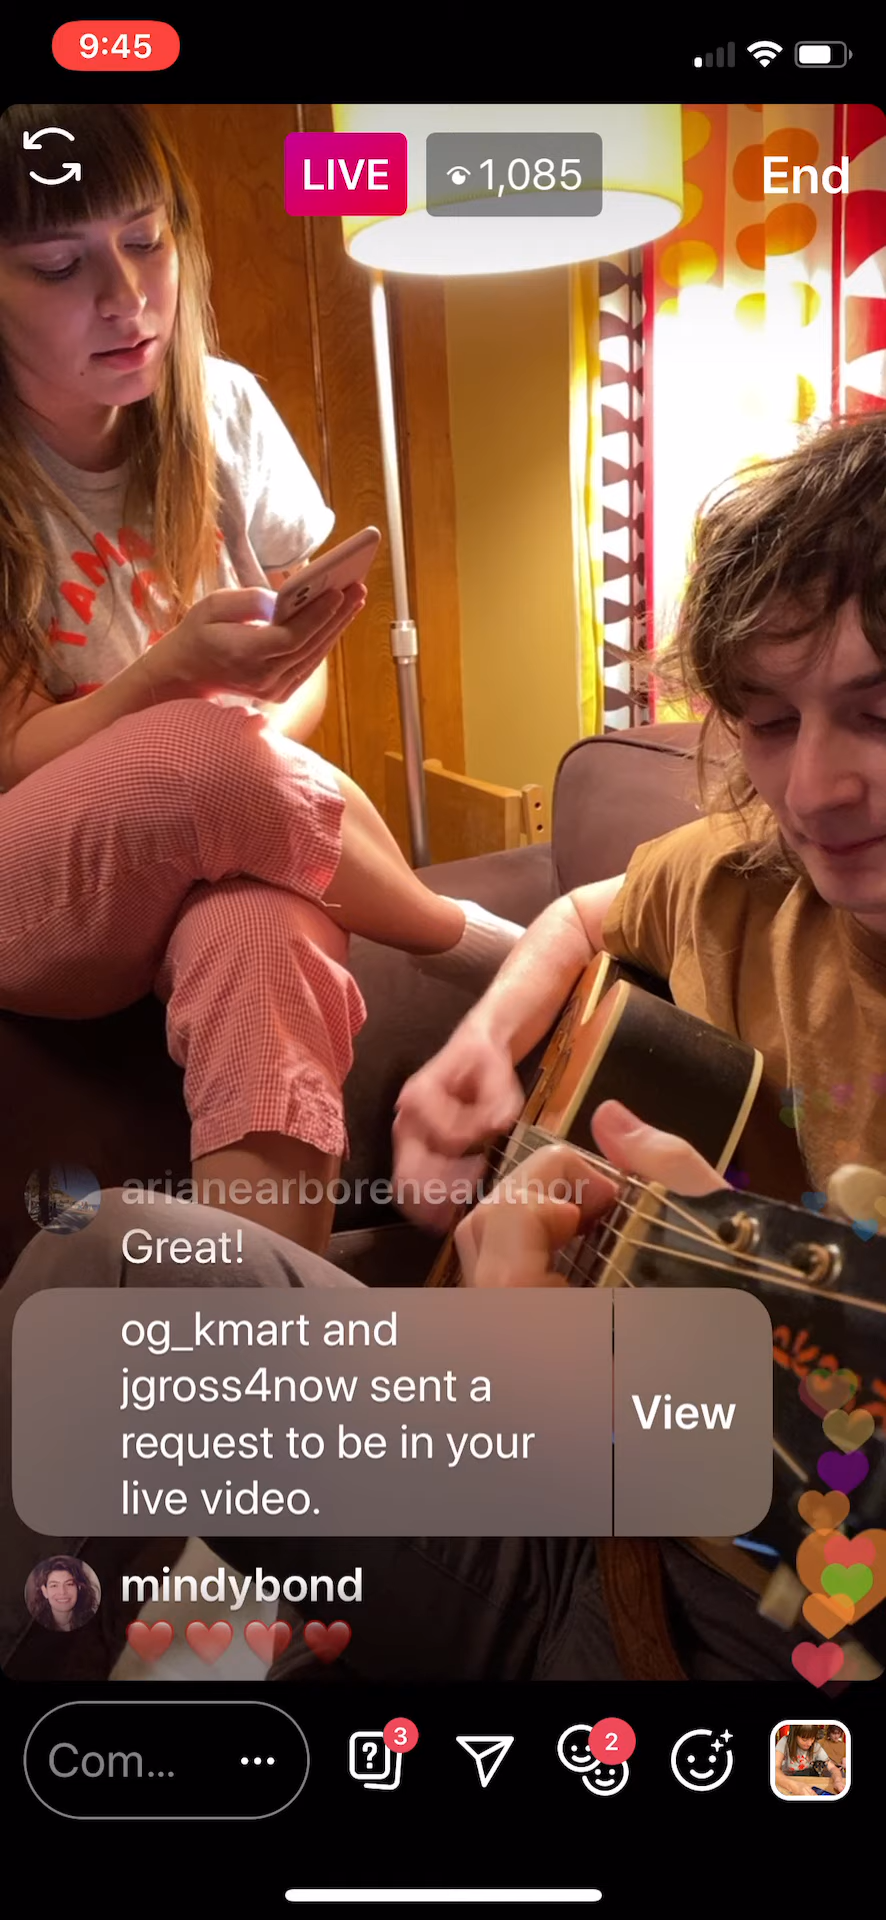 9:45
LIVE
1,085
End
TAMA
arianearboreneauthor
Great!
og_kmart and
jgross4now sent a
request to be in your
live video.
View
mindybond
Com...
3
2